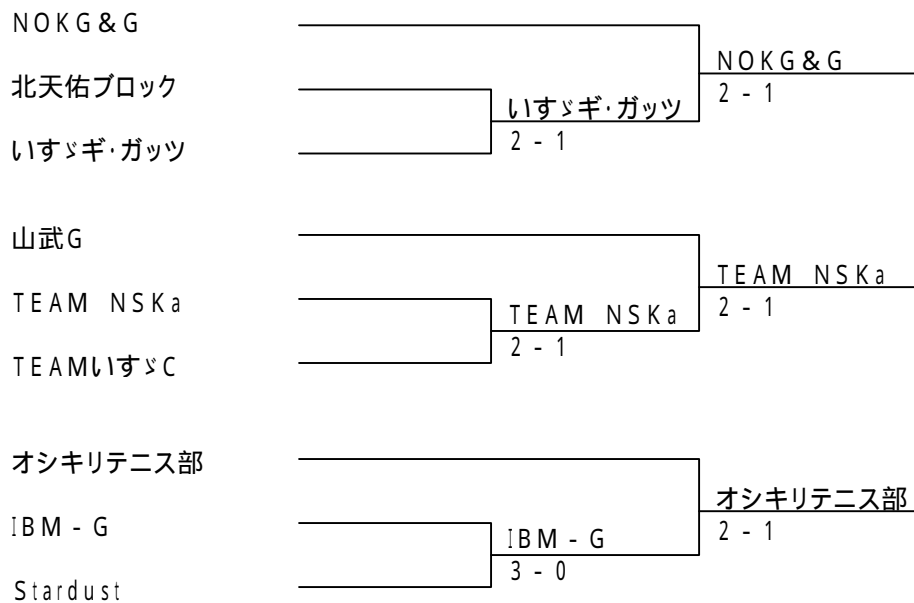 NOKG&G
NOKG&G
北天佑ブロック
2-1
いすゞギ・ガッツ
いすゞギ・ガッツ
2-1
山武G
TEAM NSKa
TEAM NSKa
2-1
TEAM NSKa
TEAMいすゞC
2-1
オシキリテニス部
オシキリテニス部
IBM-G
2-1
IBM-G
Stardust
3-0